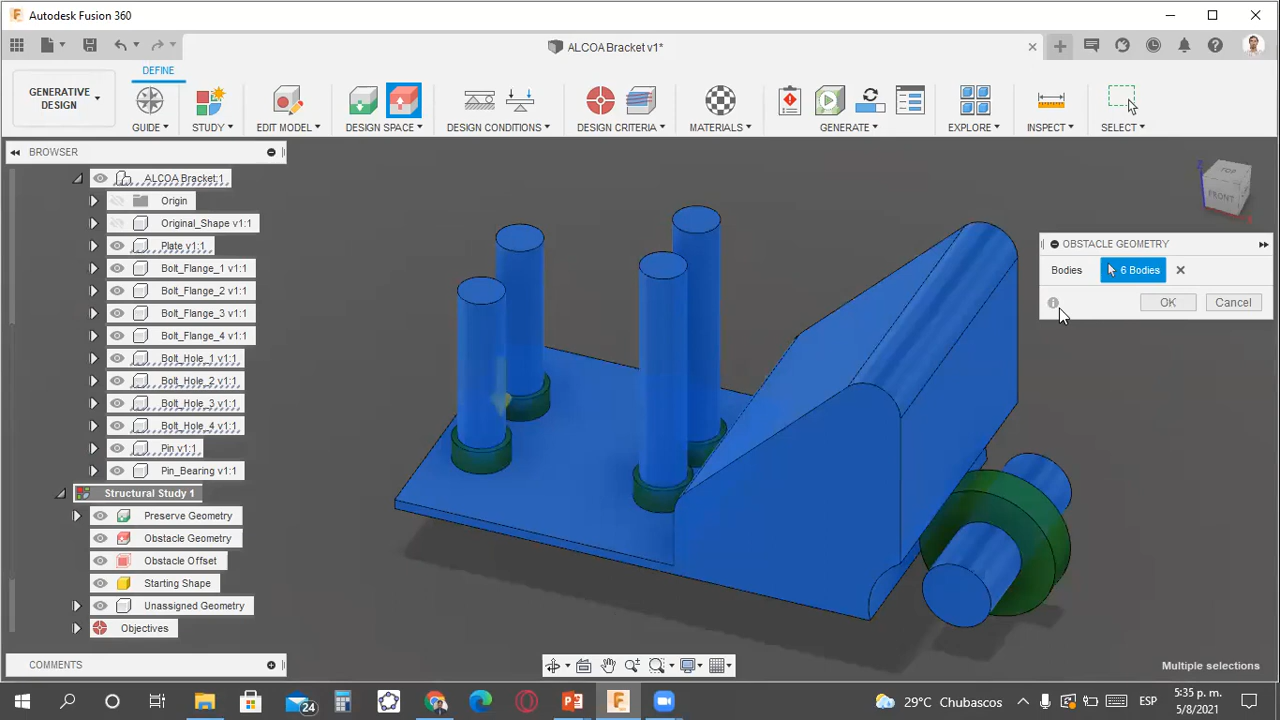 Autodesk Fusion 360
ALCOA Bracket v1*
DEFINE
GENERATIVE
DESIGN
GUIDE
STUDY
EDIT MODEL
DESIGN SPACE
DESIGN CONDITIONS
DESIGN CRITERIA
MATERIALS
GENERATE
EXPLORE
INSPECT
SELECT
BROWSER
ALCOA Bracket:1
Origin
Original_Shape v1:1
Plate v1:1
Bolt_Flange_1 v1:1
Bolt_Flange_2 v1:1
Bolt_Flange_3 v1:1
Bolt_Flange_4 v1:1
Bolt_Hole_1 v1:1
Bolt_Hole_2 v1:1
Bolt_Hole_3 v1:1
Bolt_Hole_4 v1:1
Pin v1:1
Pin_Bearing v1:1
Structural Study 1
Preserve Geometry
Obstacle Geometry
Obstacle Offset
Starting Shape
Unassigned Geometry
Objectives
COMMENTS
TOP
FRONT
Z
X
OBSTACLE GEOMETRY
Bodies
6 Bodies
OK
Cancel
Multiple selections
24
29°C Chubascos
ESP
5:35 p. m.
5/8/2021